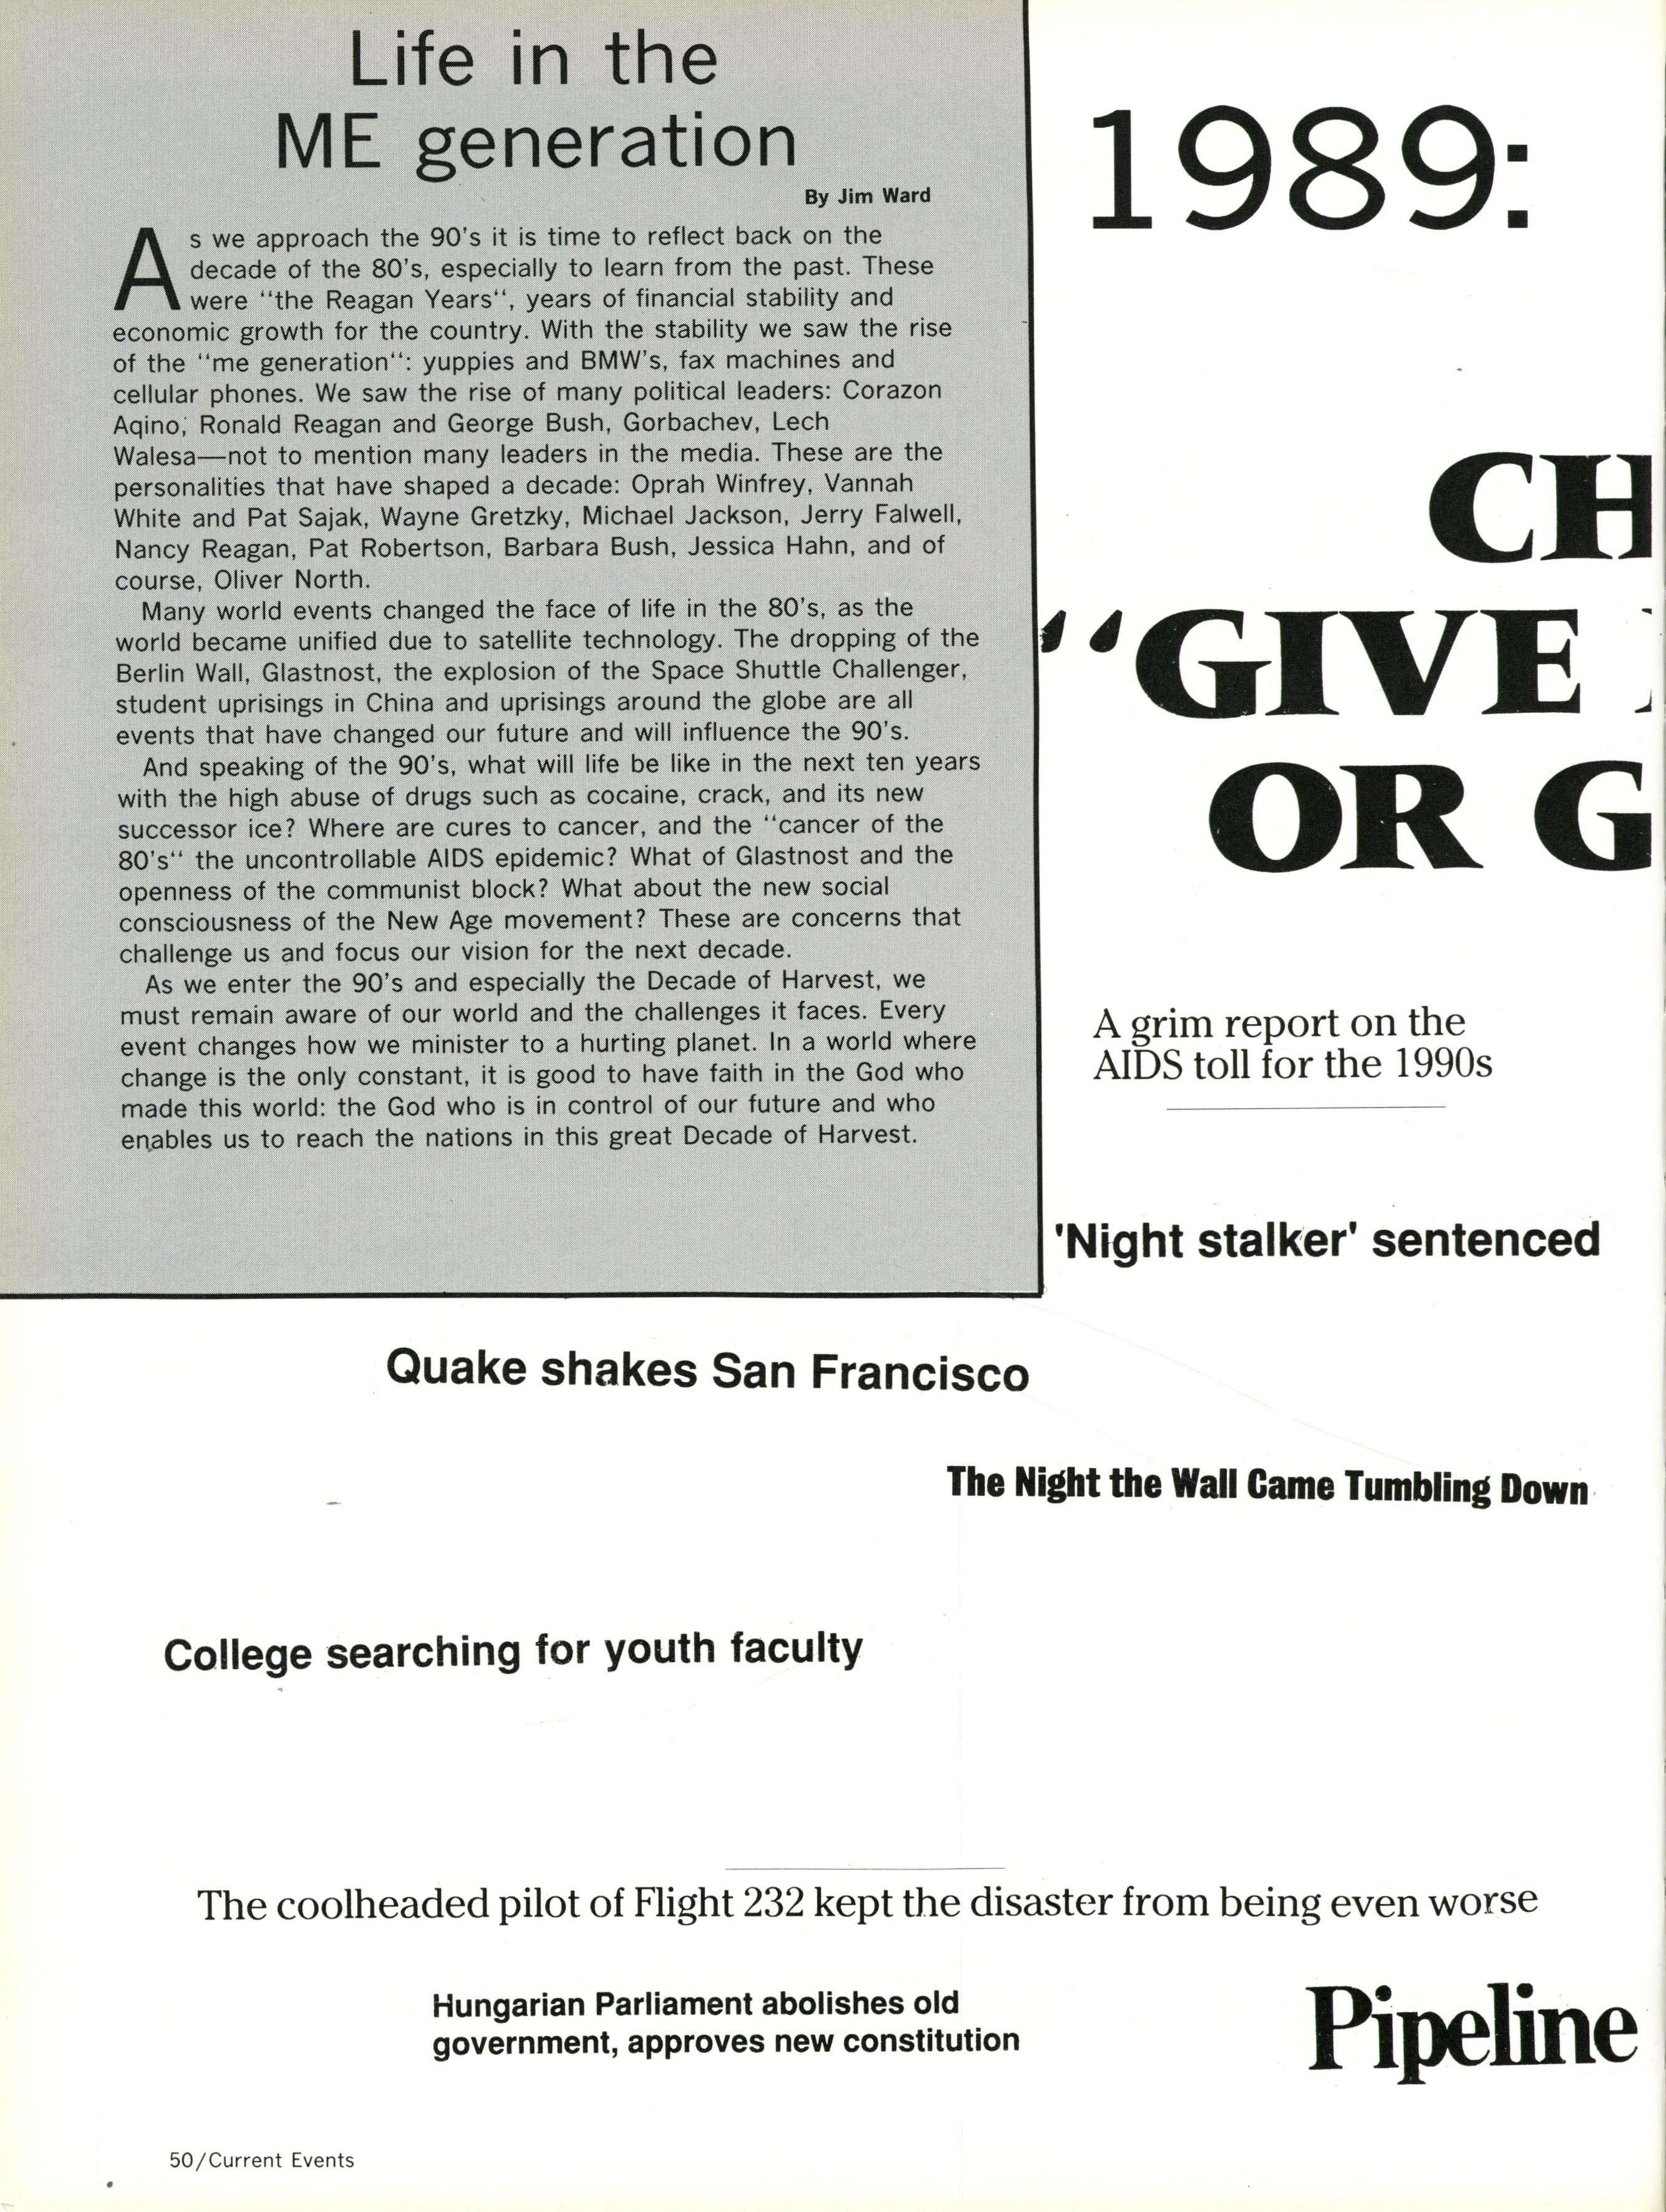 Life in the
ME generation
By Jim Ward
As we approach the 90's it is time to reflect back on the
decade of the 80's, especially to learn from the past. These
were “the Reagan Years“, years of financial stability and
economic growth for the country. With the stability we saw the rise
of the “me generation“: yuppies and BMW's, fax machines and
cellular phones. We saw the rise of many political leaders: Corazon
Aqino, Ronald Reagan and George Bush, Gorbachev, Lech
Walesa—not to mention many leaders in the media. These are the
personalities that have shaped a decade: Oprah Winfrey, Vannah
White and Pat Sajak, Wayne Gretzky, Michael Jackson, Jerry Falwell,
Nancy Reagan, Pat Robertson, Barbara Bush, Jessica Hahn, and of
course, Oliver North.
Many world events changed the face of life in the 80's, as the
world became unified due to satellite technology. The dropping of the
Berlin Wall, Glastnost, the explosion of the Space Shuttle Challenger,
student uprisings in China and uprisings around the globe are all
events that have changed our future and will influence the 90's.
And speaking of the 90's, what will life be like in the next ten years
with the high abuse of drugs such as cocaine, crack, and its new
successor ice? Where are cures to cancer, and the “cancer of the
80's“ the uncontrollable AIDS epidemic? What of Glastnost and the
openness of the communist block? What about the new social
consciousness of the New Age movement? These are concerns that
challenge us and focus our vision for the next decade.
As we enter the 90's and especially the Decade of Harvest, we
must remain aware of our world and the challenges it faces. Every
event changes how we minister to a hurting planet. In a world where
change is the only constant, it is good to have faith in the God who
made this world: the God who is in control of our future and who
enables us to reach the nations in this great Decade of Harvest.
1989:
CH
“GIVE
OR G
A grim report on the
AIDS toll for the 1990s
'Night stalker' sentenced
Quake shakes San Francisco
The Night the Wall Came Tumbling Down
College searching for youth faculty
The coolheaded pilot of Flight 232 kept the disaster from being even worse
Hungarian Parliament abolishes old
government, approves new constitution
Pipeline
50/Current Events